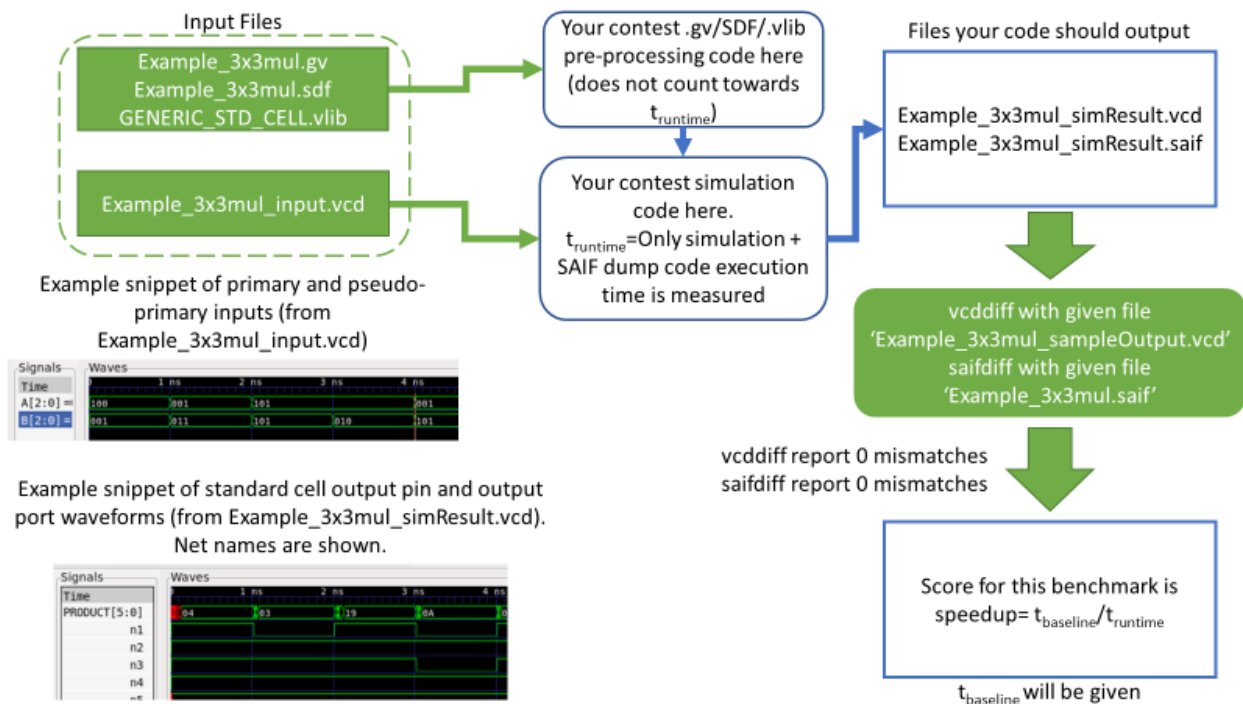 Input Files
Example_3x3mul.gv
Example_3x3mul.sdf
GENERIC_STD_CELL.vlib
Example_3x3mul_input.vcd
Example snippet of primary and pseudo-
primary inputs (from
Example_3x3mul_input.vcd)
Signals
Waves
Time
1 ns
2 ns
3 ns
4 ns
A[2:0] =
100
001
101
001
B[2:0] =
001
011
101
010
101
Example snippet of standard cell output pin and output
port waveforms (from Example_3x3mul_simResult.vcd).
Net names are shown.
Signals
Waves
Time
1 ns
2 ns
3 ns
4 ns
PRODUCT[5:0]
04
03
19
0A
n1
n2
n3
n4
n5
Your contest .gv/SDF/.vlib
pre-processing code here
(does not count towards
t_runtime)
Your contest simulation
code here.
t_runtime=Only simulation +
SAIF dump code execution
time is measured
Files your code should output
Example_3x3mul_simResult.vcd
Example_3x3mul_simResult.saif
vcddiff with given file
‘Example_3x3mul_sampleOutput.vcd’
saifdiff with given file
‘Example_3x3mul.saif’
vcddiff report 0 mismatches
saifdiff report 0 mismatches
Score for this benchmark is
speedup= t_baseline/t_runtime
t_baseline will be given